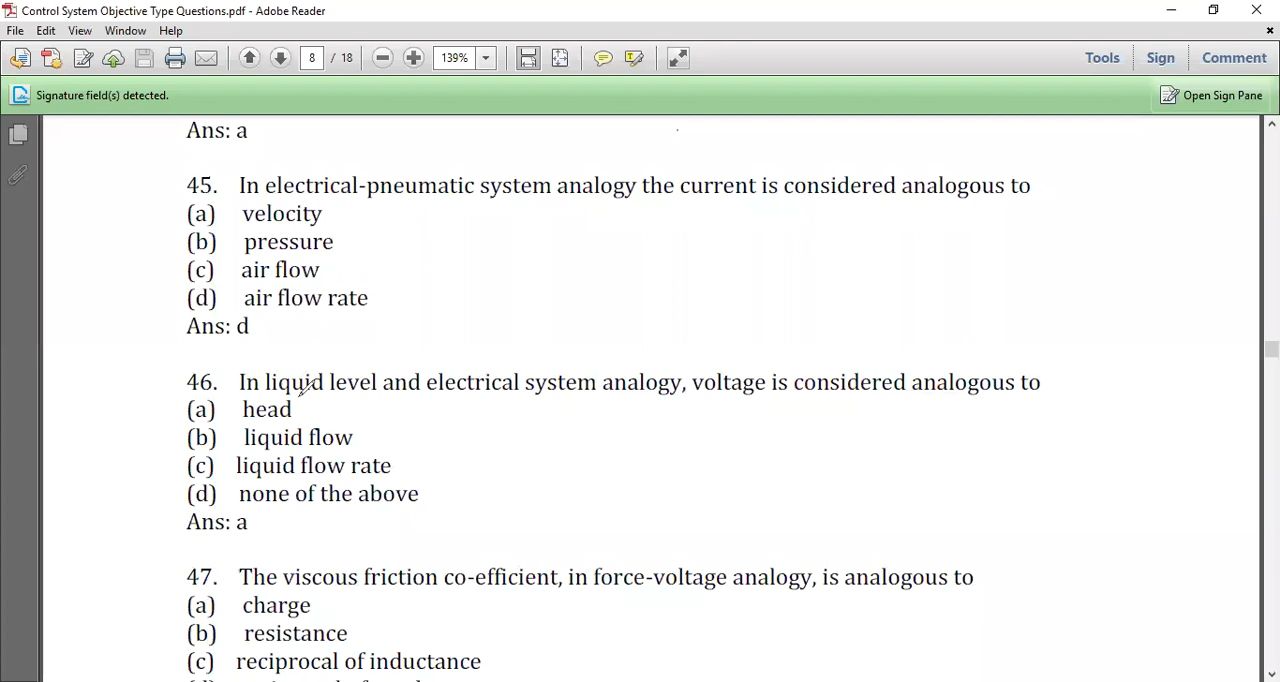 Control System Objective Type Questions.pdf - Adobe Reader
File Edit View Window Help
8 / 18 139% Tools Sign Comment
Signature field(s) detected. Open Sign Pane
Ans: a
45. In electrical-pneumatic system analogy the current is considered analogous to
(a) velocity
(b) pressure
(c) air flow
(d) air flow rate
Ans: d
46. In liquid level and electrical system analogy, voltage is considered analogous to
(a) head
(b) liquid flow
(c) liquid flow rate
(d) none of the above
Ans: a
47. The viscous friction co-efficient, in force-voltage analogy, is analogous to
(a) charge
(b) resistance
(c) reciprocal of inductance